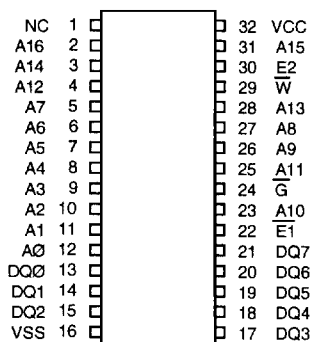 NC 1 32 VCC
A16 2 31 A15
A14 3 30 E2
A12 4 29 W̅
A7 5 28 A13
A6 6 27 A8
A5 7 26 A9
A4 8 25 A11
A3 9 24 G̅
A2 10 23 A10
A1 11 22 E̅1̅
AØ 12 21 DQ7
DQØ 13 20 DQ6
DQ1 14 19 DQ5
DQ2 15 18 DQ4
VSS 16 17 DQ3